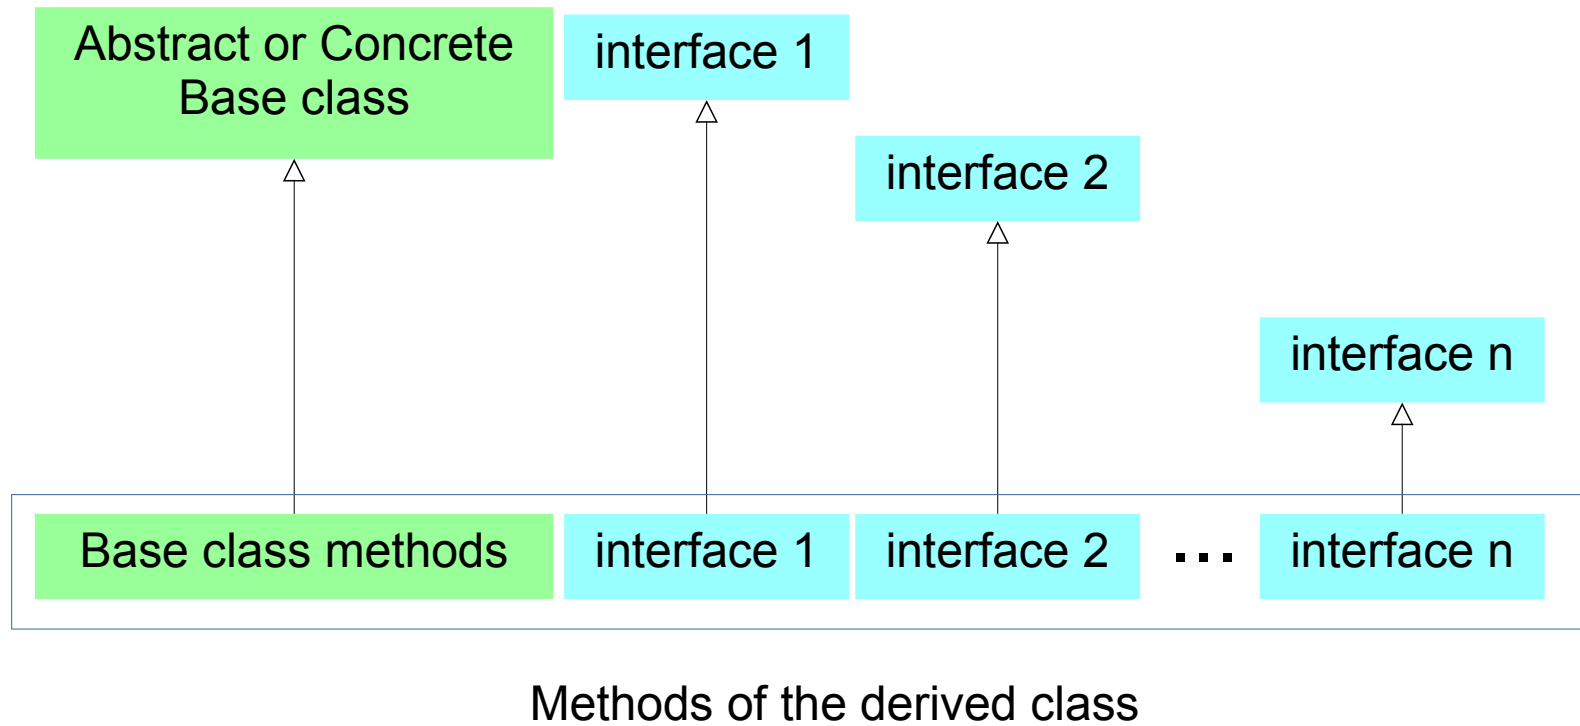 Abstract or Concrete
Base class
interface 1
interface 2
interface n
Base class methods
interface 1
interface 2
...
interface n
Methods of the derived class